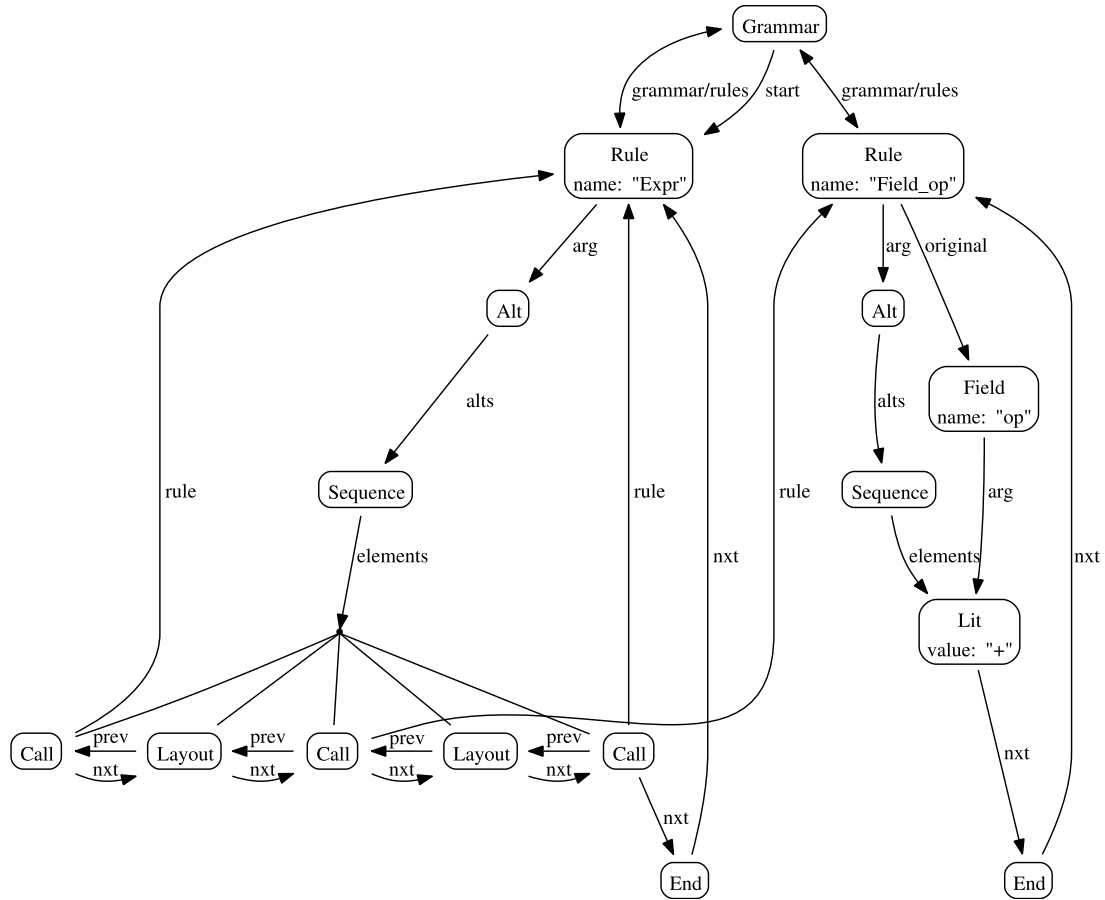 Grammar
grammar/rules
start
grammar/rules
Rule
name: "Expr"
Rule
name: "Field_op"
arg
arg
original
Alt
Alt
Field
name: "op"
alts
alts
Sequence
rule
rule
rule
Sequence
arg
elements
nxt
elements
nxt
Lit
value: "+"
Call
prev
nxt
Layout
prev
nxt
Call
prev
nxt
Layout
prev
nxt
Call
nxt
nxt
End
End